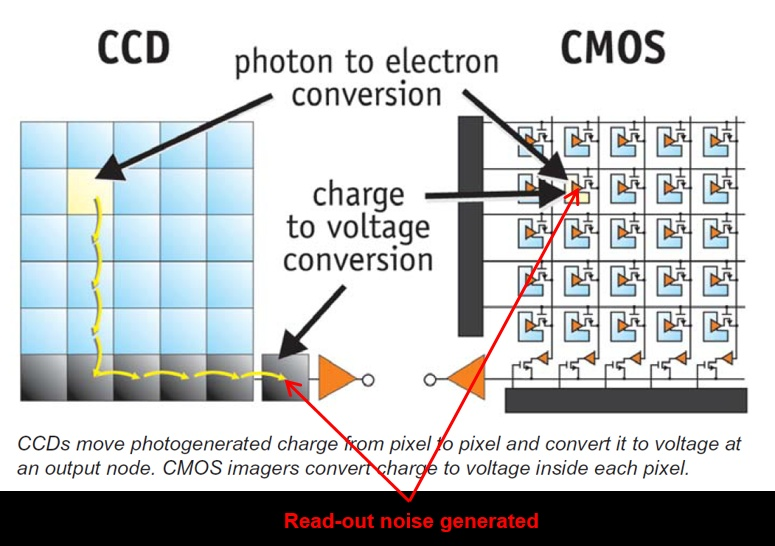 CCD
CMOS
photon to electron
conversion
charge
to voltage
conversion
CCDs move photogenerated charge from pixel to pixel and convert it to voltage at
an output node. CMOS imagers convert charge to voltage inside each pixel.
Read-out noise generated